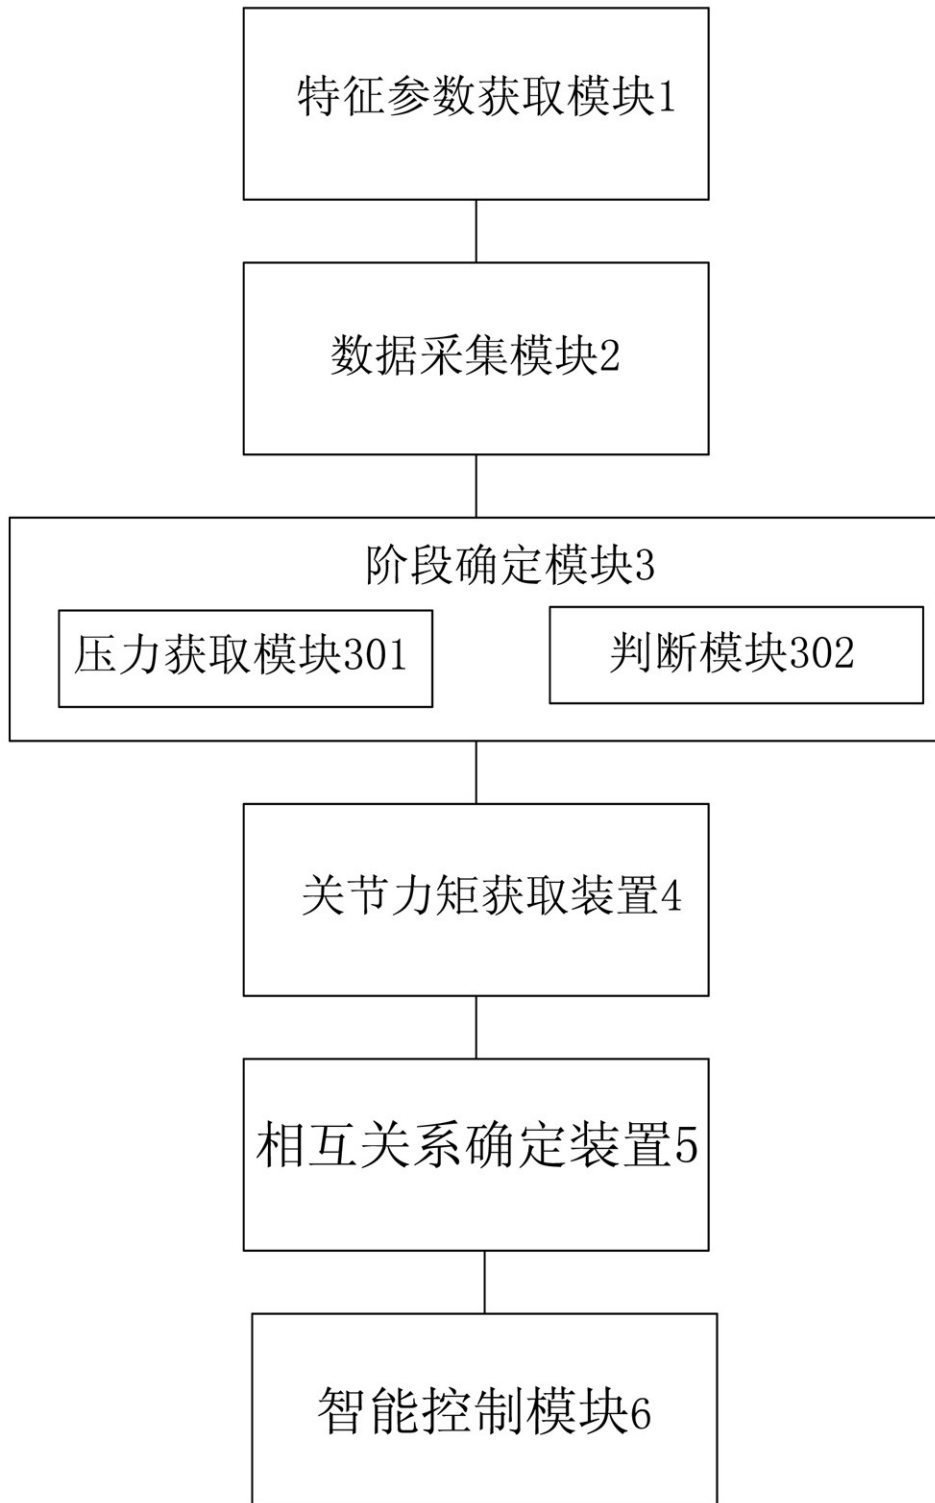 特征参数获取模块1
数据采集模块2
阶段确定模块3
压力获取模块301
判断模块302
关节力矩获取装置4
相互关系确定装置5
智能控制模块6